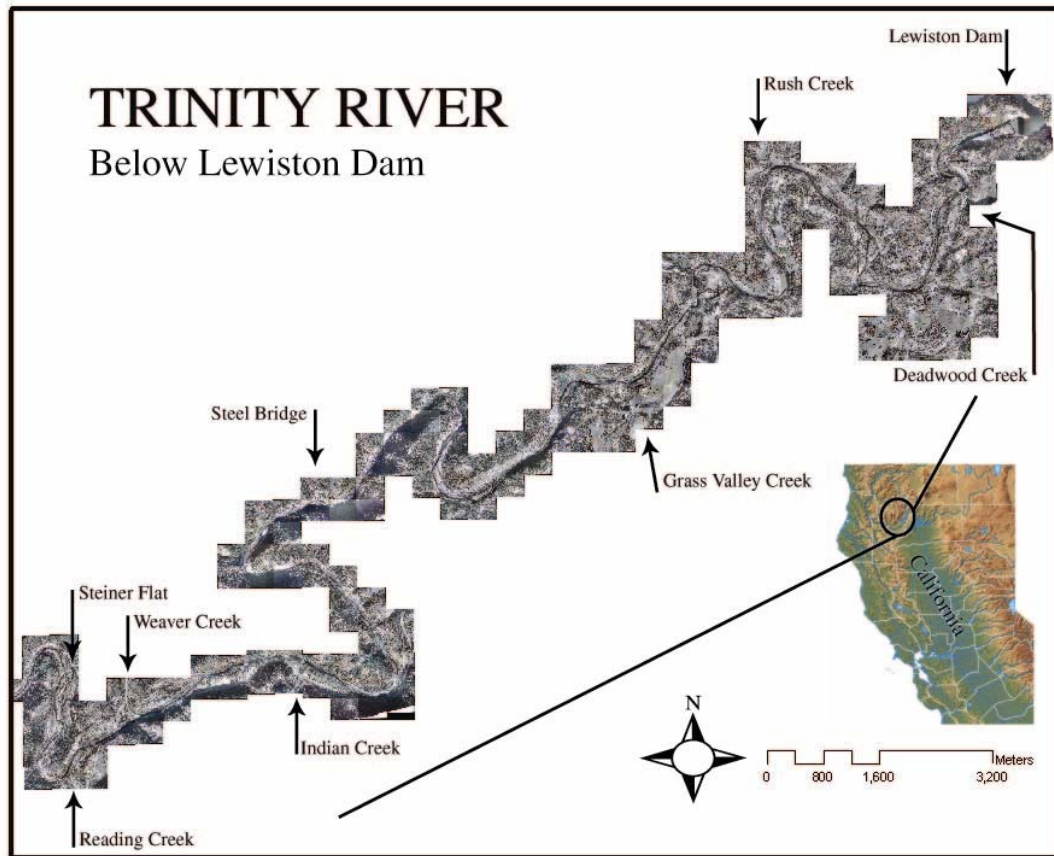 TRINITY RIVER
Below Lewiston Dam
Lewiston Dam
Rush Creek
Deadwood Creek
Steel Bridge
Grass Valley Creek
Steiner Flat
Weaver Creek
California
Indian Creek
Reading Creek
N
Meters
0 800 1,600 3,200